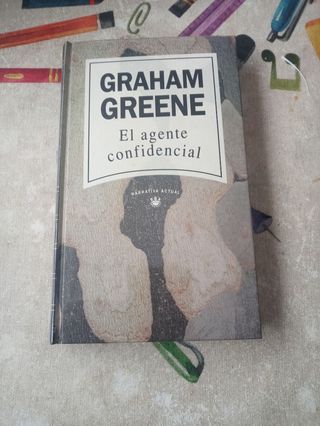 GRAHAM
GREENE
El agente
confidencial
NARRATIVA ACTUAL